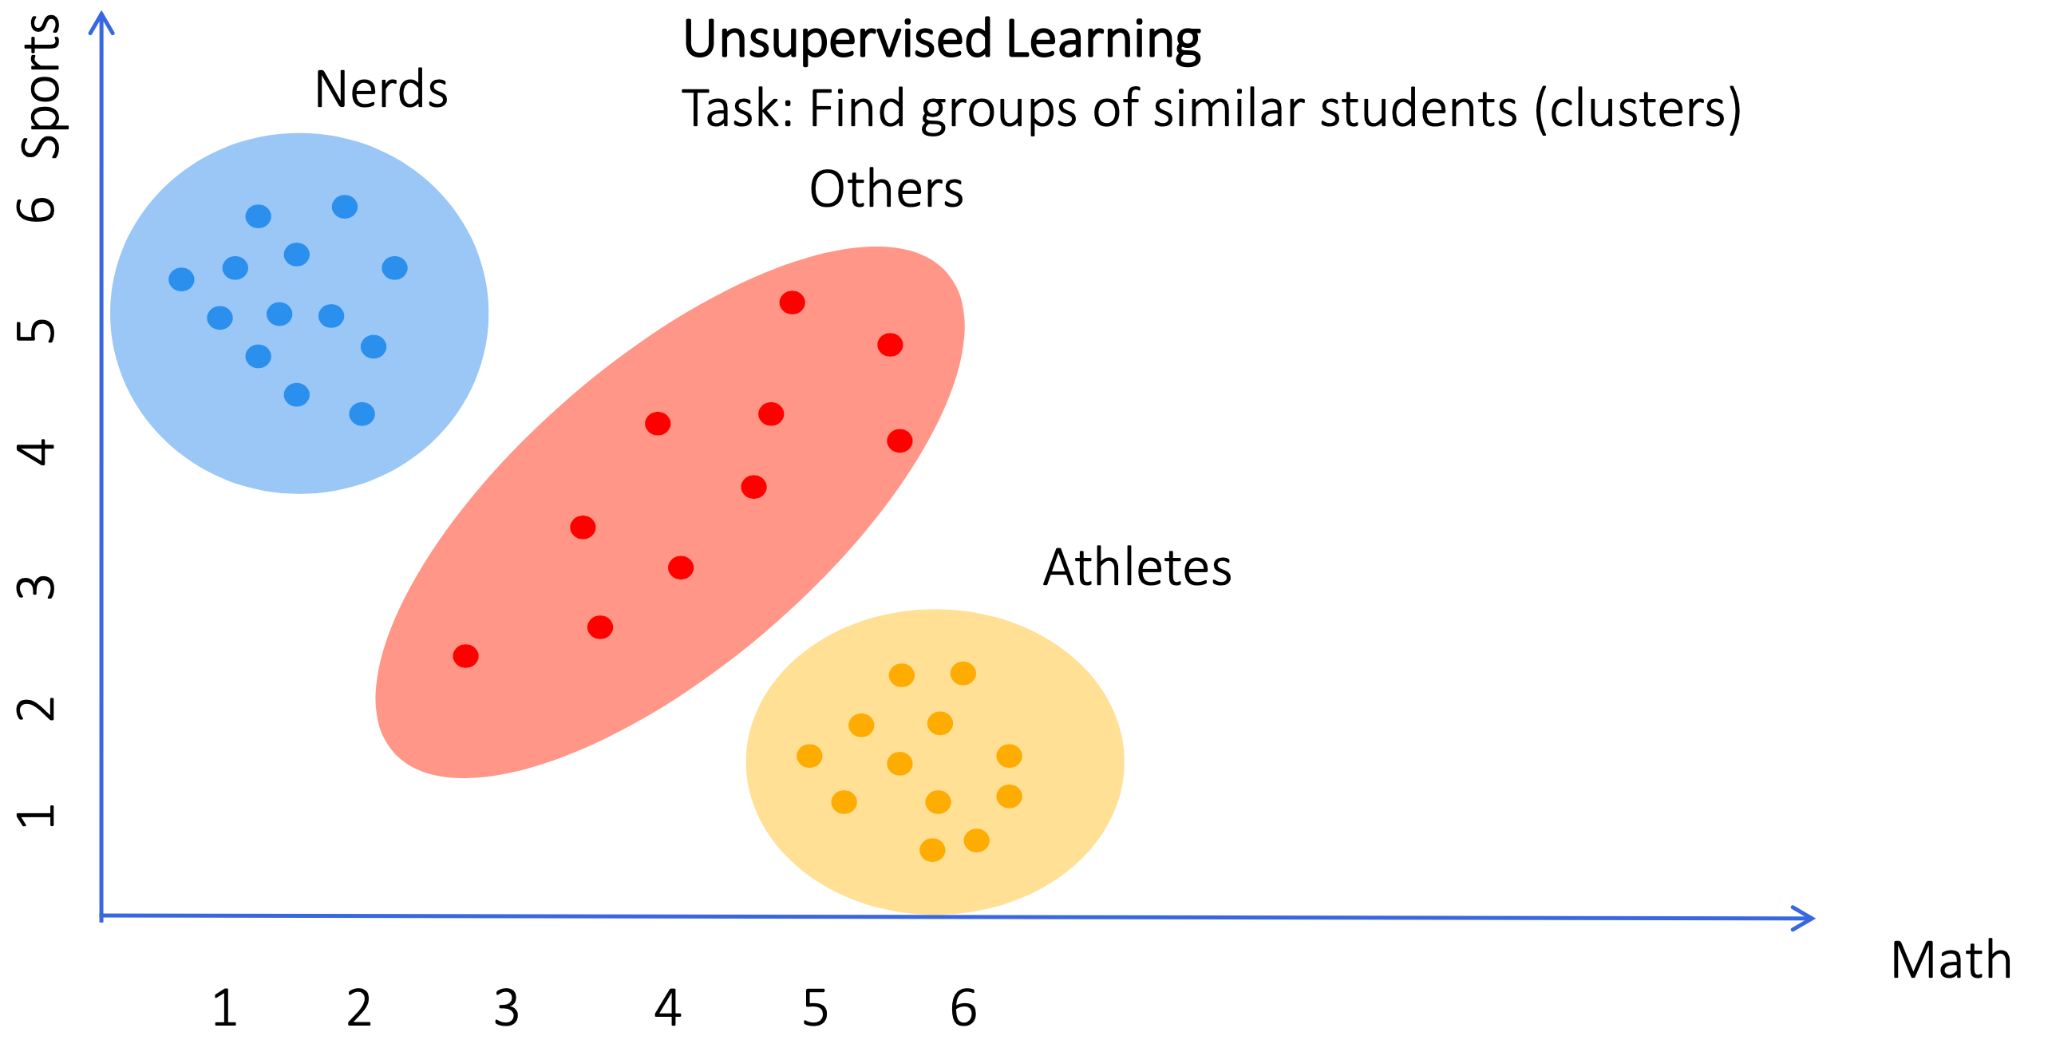 Unsupervised Learning
Task: Find groups of similar students (clusters)
Nerds
Others
Athletes
Sports
6
5
4
3
2
1
1 2 3 4 5 6
Math